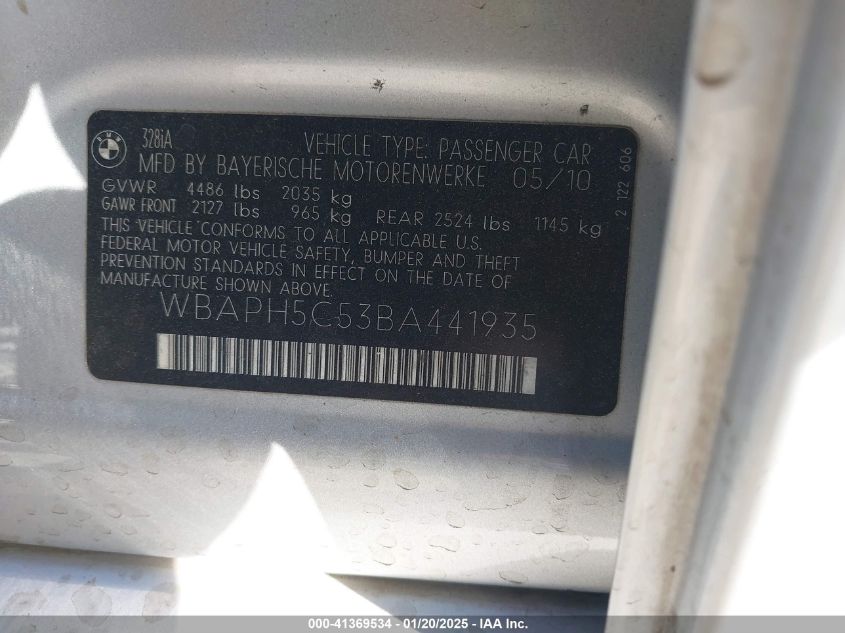 BMW
328iA VEHICLE TYPE: PASSENGER CAR
MFD BY BAYERISCHE MOTORENWERKE 05/10
GVWR 4486 lbs 2035 kg
GAWR FRONT 2127 lbs 965 kg REAR 2524 lbs 1145 kg
THIS VEHICLE CONFORMS TO ALL APPLICABLE U.S.
FEDERAL MOTOR VEHICLE SAFETY, BUMPER AND THEFT
PREVENTION STANDARDS IN EFFECT ON THE DATE OF
MANUFACTURE SHOWN ABOVE.
WBAPH5C53BA441935
2 122 606
000-41369534 - 01/20/2025 - IAA Inc.